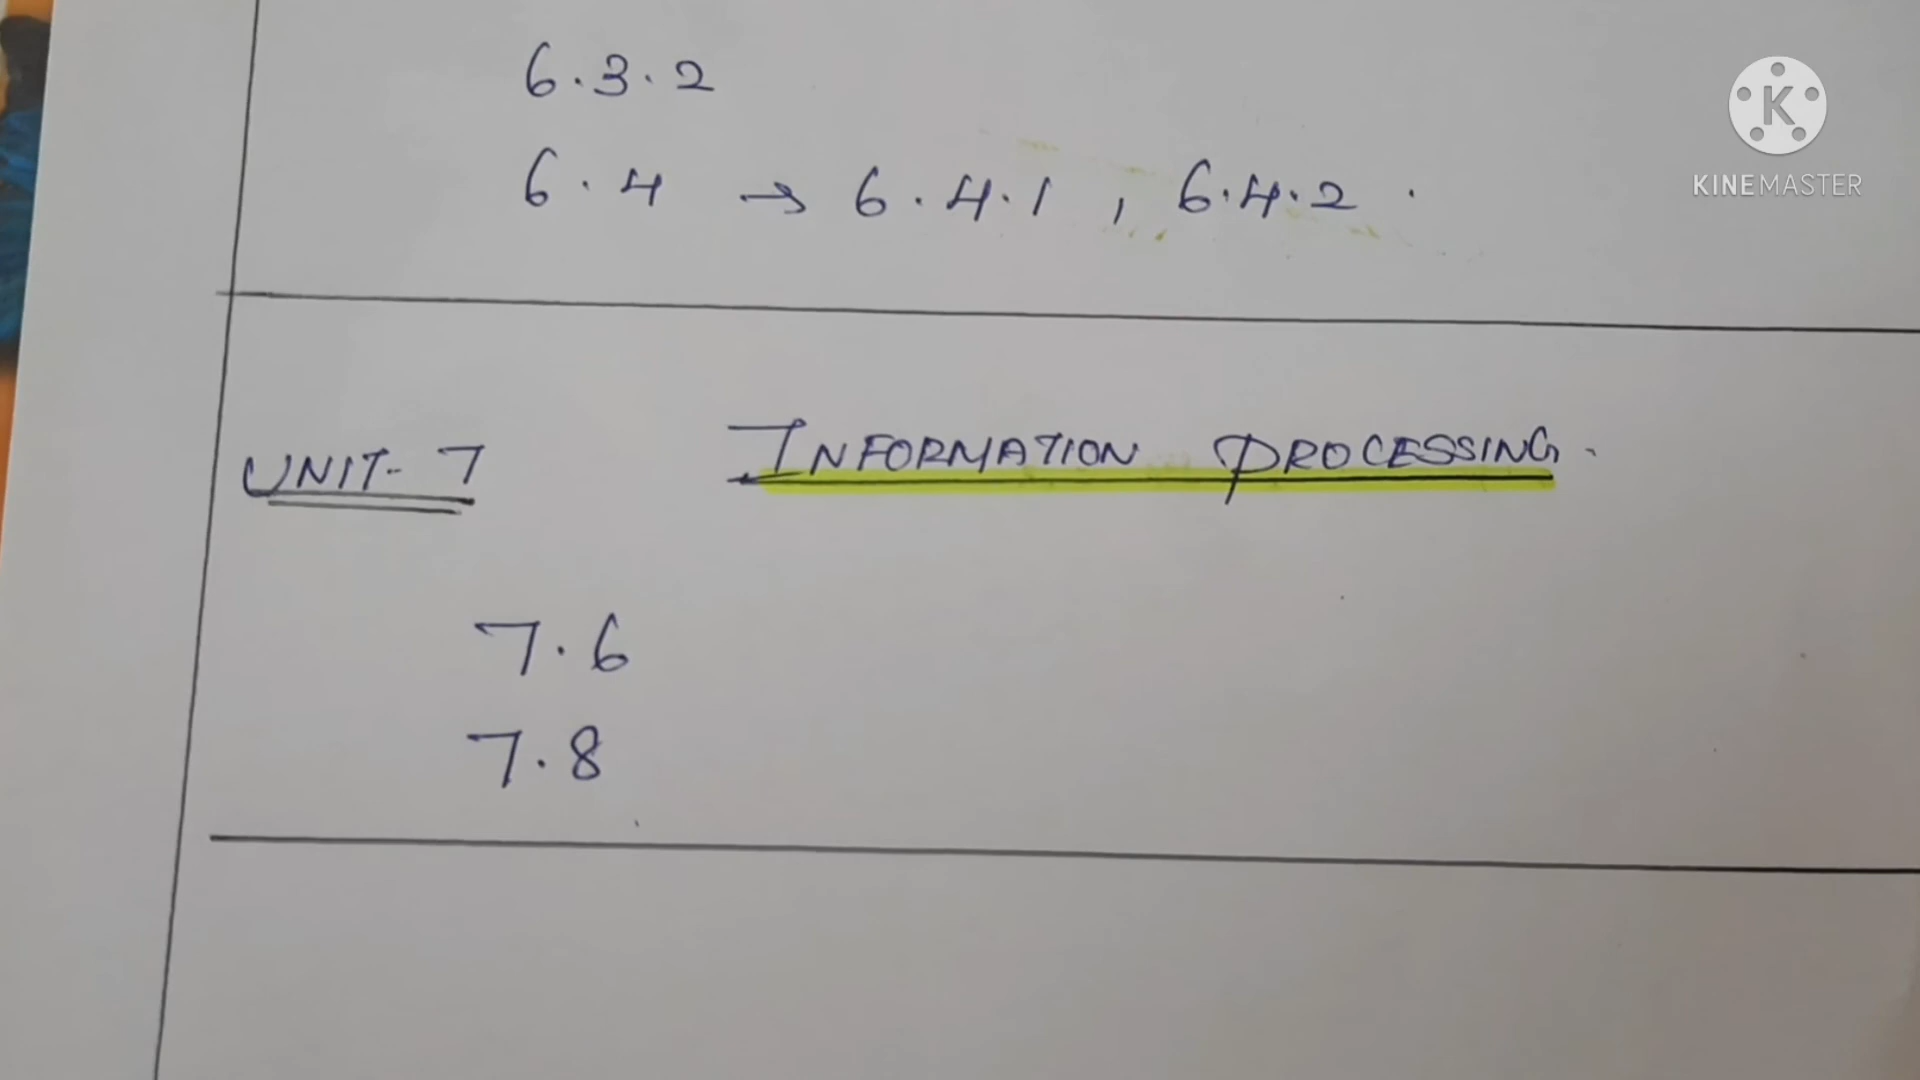 6.3.2
K
KINEMASTER
6.4 → 6.4.1, 6.4.2.
UNIT-7 INFORMATION PROCESSING.
7.6
7.8